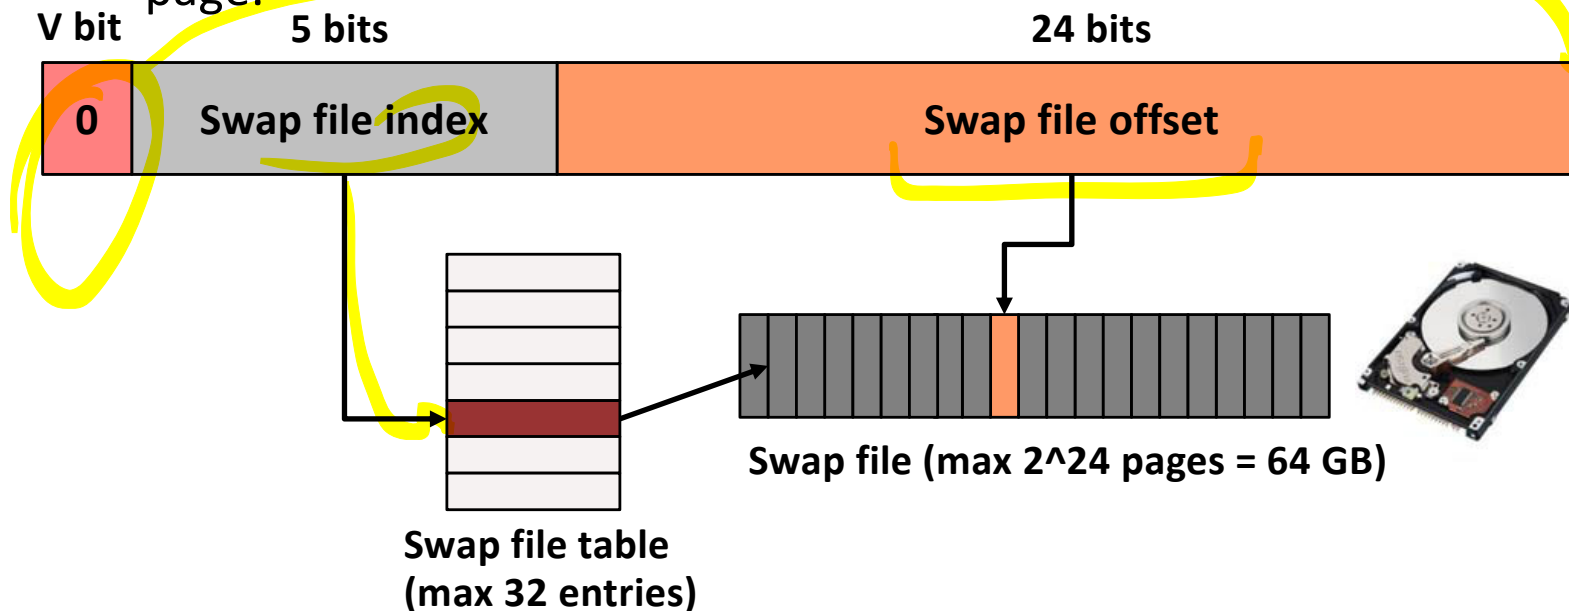 page.
V bit 5 bits 24 bits
0 Swap file index Swap file offset
Swap file (max 2^24 pages = 64 GB)
Swap file table
(max 32 entries)